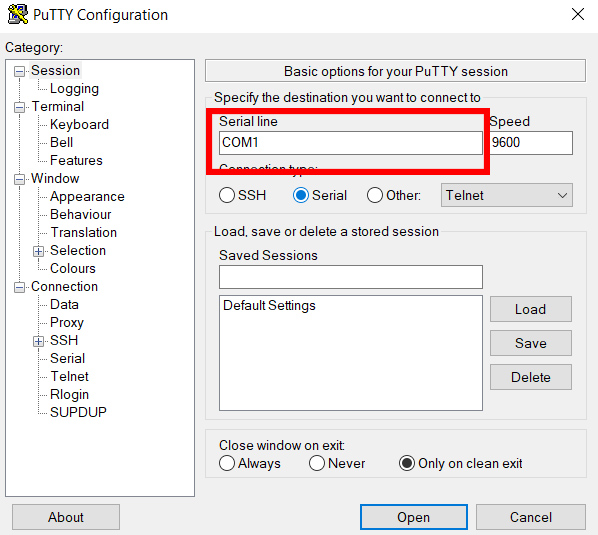 PuTTY Configuration
Category:
Session
Logging
Terminal
Keyboard
Bell
Features
Window
Appearance
Behaviour
Translation
Selection
Colours
Connection
Data
Proxy
SSH
Serial
Telnet
Rlogin
SUPDUP
Basic options for your PuTTY session
Specify the destination you want to connect to
Serial line Speed
COM1 9600
Connection type:
SSH Serial Other: Telnet
Load, save or delete a stored session
Saved Sessions
Default Settings
Load
Save
Delete
Close window on exit:
Always Never Only on clean exit
About Open Cancel